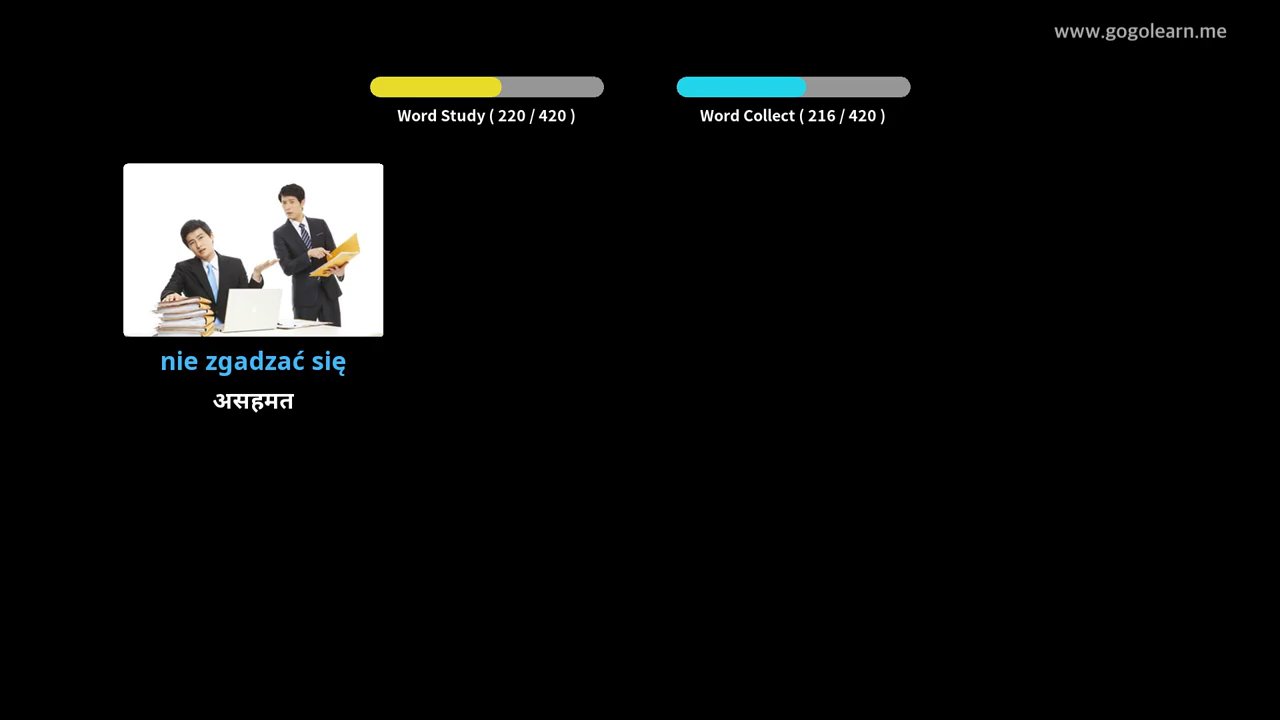 www.gogolearn.me
Word Study ( 220 / 420 )
Word Collect ( 216 / 420 )
nie zgadzać się
असहमत